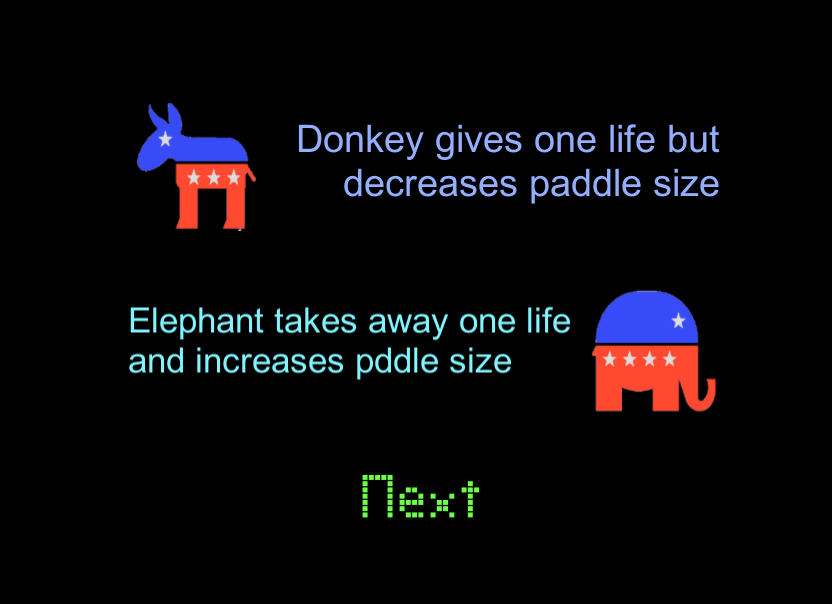 Donkey gives one life but
decreases paddle size
Elephant takes away one life
and increases pddle size
Next